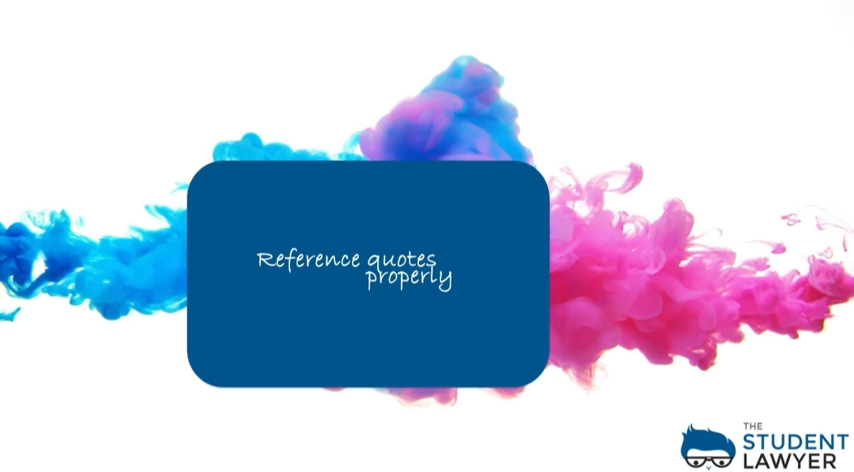 Reference quotes
properly
THE
STUDENT
LAWYER